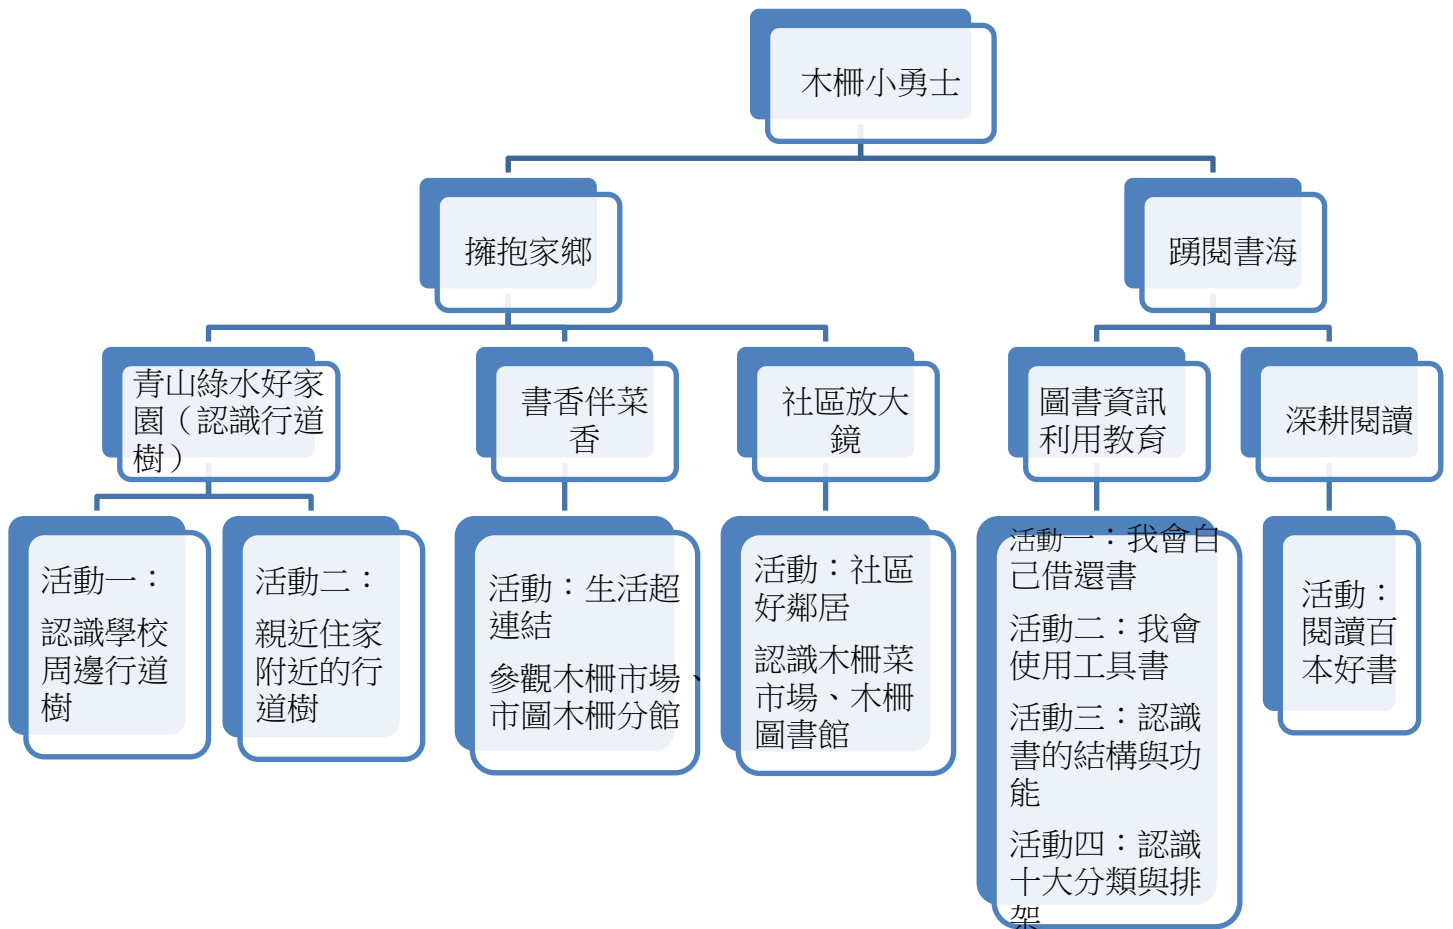 木柵小勇士
擁抱家鄉
踴閱書海
青山綠水好家
園（認識行道
樹）
書香伴菜
香
社區放大
鏡
圖書資訊
利用教育
深耕閱讀
活動一：
認識學校
周邊行道
樹
活動二：
親近住家
附近的行
道樹
活動：生活超
連結
參觀木柵市場、
市圖木柵分館
活動：社區
好鄰居
認識木柵菜
市場、木柵
圖書館
活動一：我會自
己借還書
活動二：我會
使用工具書
活動三：認識
書的結構與功
能
活動四：認識
十大分類與排
架
活動：
閱讀百
本好書